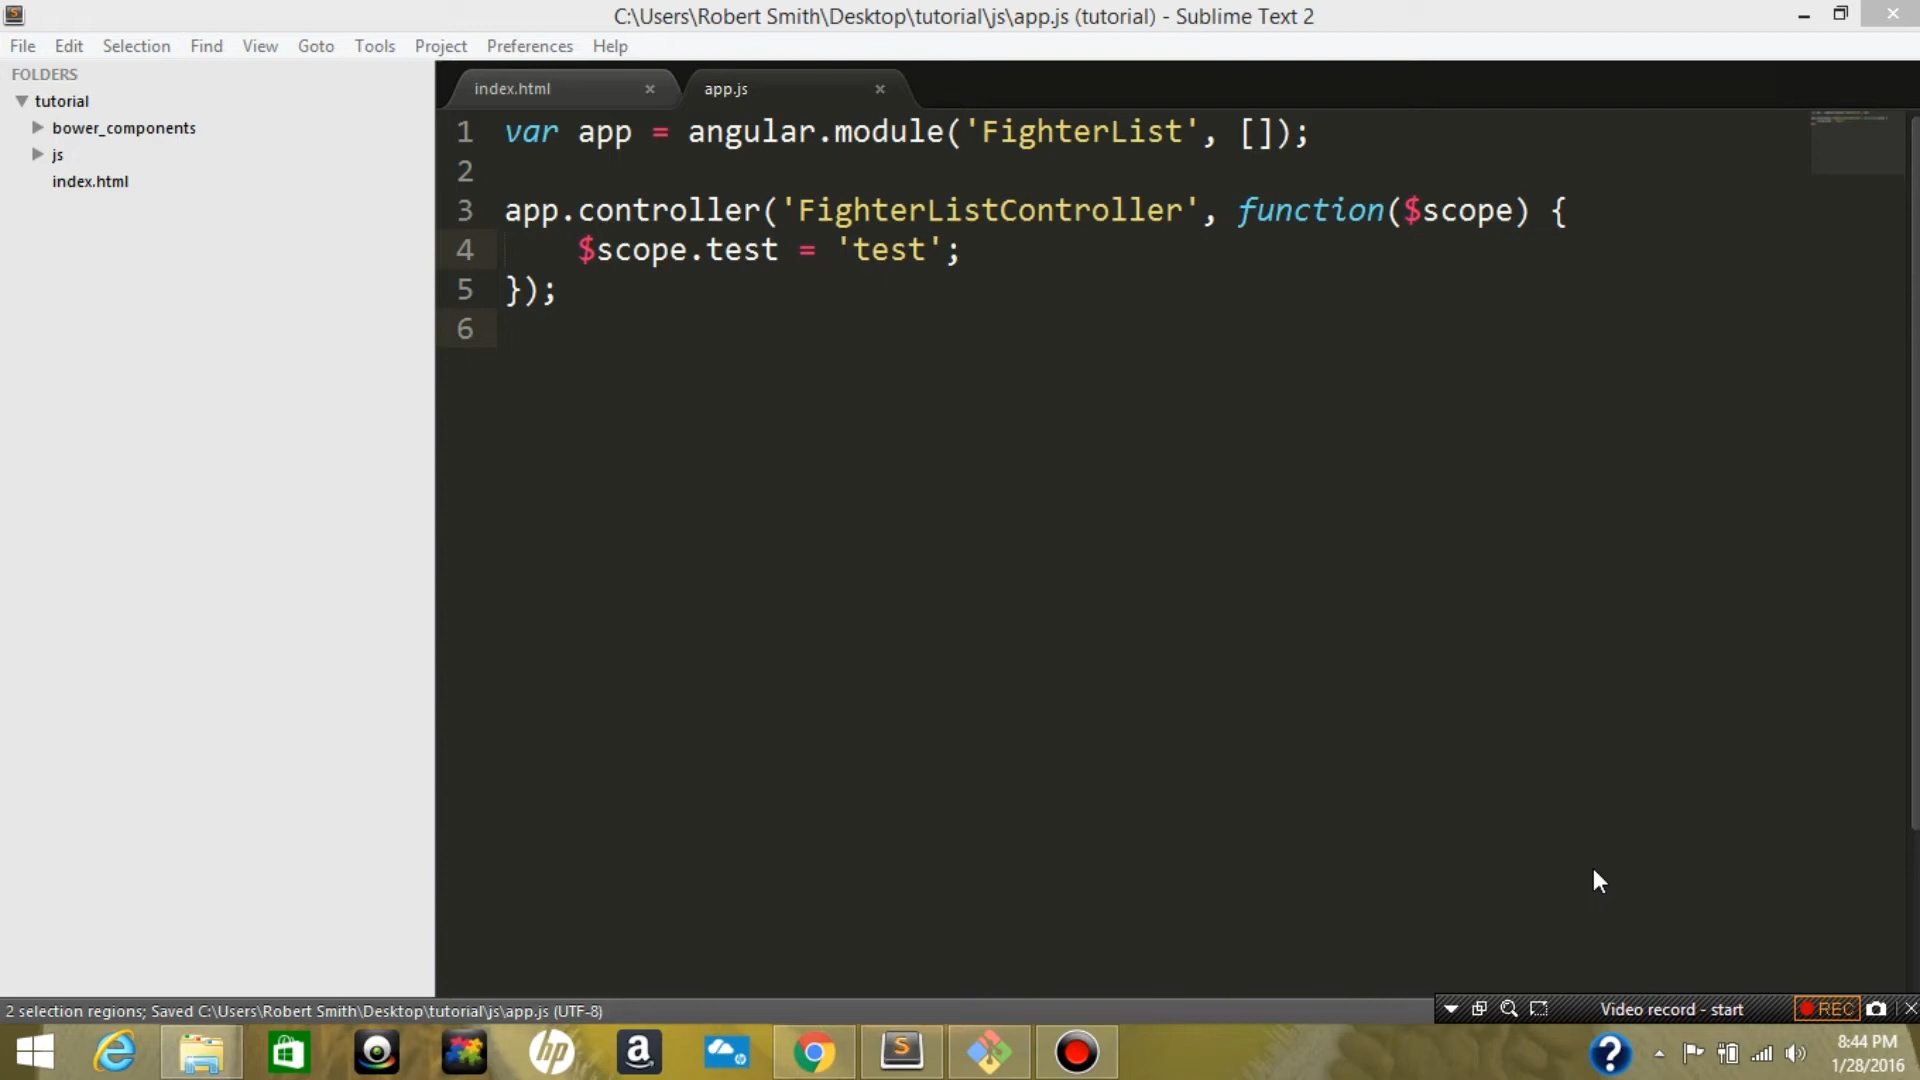 C:\Users\Robert Smith\Desktop\tutorial\js\app.js (tutorial) - Sublime Text 2
File Edit Selection Find View Goto Tools Project Preferences Help
FOLDERS
tutorial
bower_components
js
index.html
index.html app.js
1 var app = angular.module('FighterList', []);
2
3 app.controller('FighterListController', function($scope) {
4 $scope.test = 'test';
5 });
6
2 selection regions; Saved C:\Users\Robert Smith\Desktop\tutorial\js\app.js (UTF-8)
Video record - start REC
hp
a
8:44 PM
1/28/2016